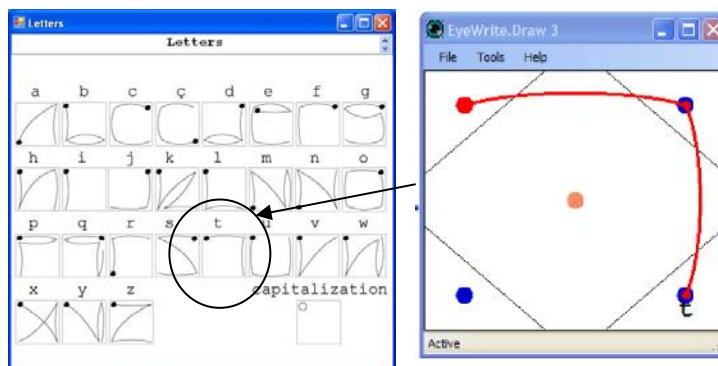 Letters
Letters
a b c ç d e f g
h i j k l m n o
p q r s t u v w
x y z capitalization
EyeWrite.Draw 3
File Tools Help
t
Active